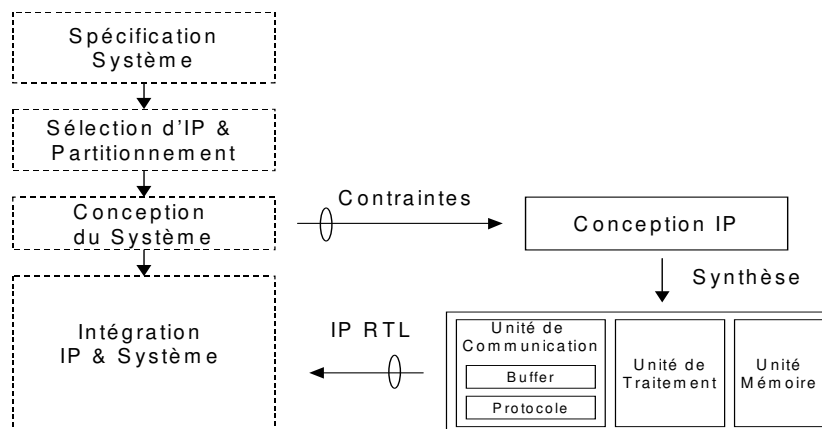 Spécification
Système
Sélection d'IP &
Partitionnement
Conception
du Système
Contraintes
Conception IP
Synthèse
Intégration
IP & Système
IP RTL
Unité de
Communication
Buffer
Protocole
Unité de
Traitement
Unité
Mémoire